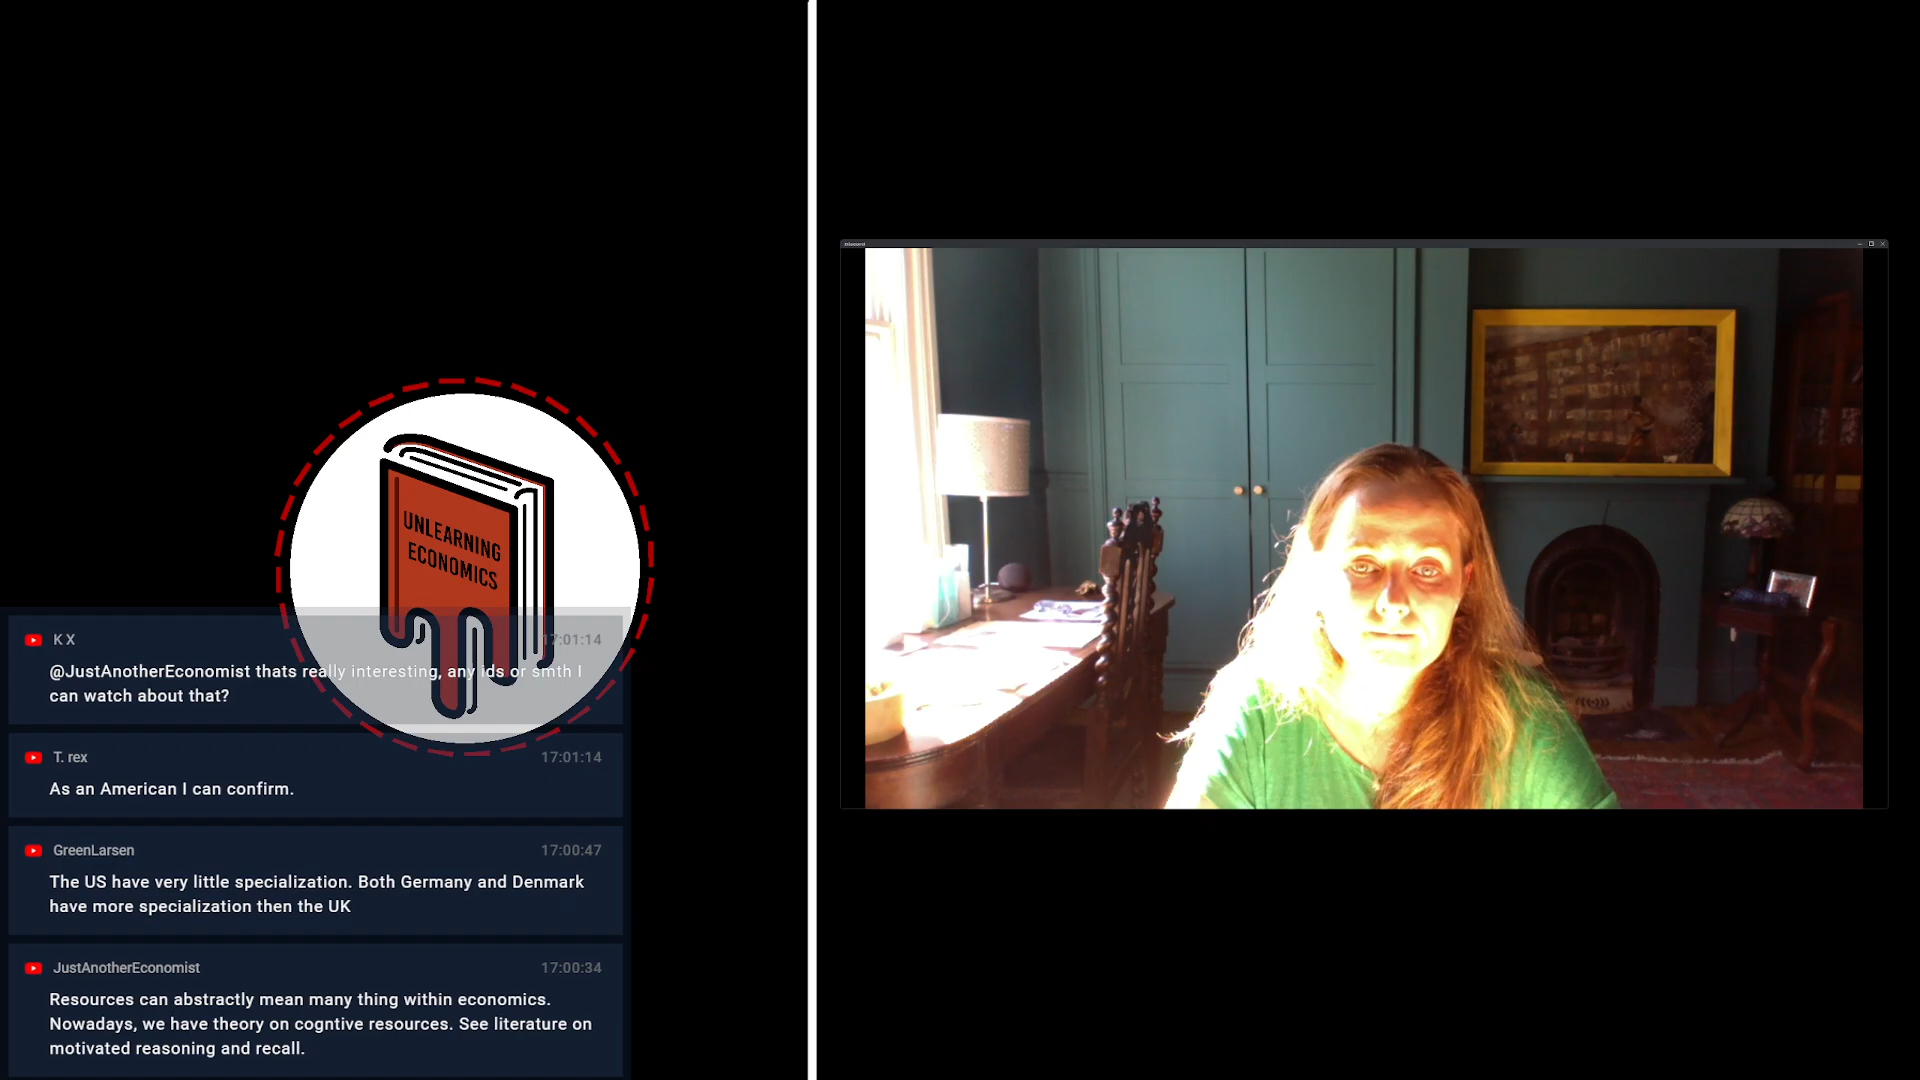 UNLEARNING
ECONOMICS
K X
17:01:14
@JustAnotherEconomist thats really interesting, any ids or smth I
can watch about that?
T. rex
17:01:14
As an American I can confirm.
GreenLarsen
17:00:47
The US have very little specialization. Both Germany and Denmark
have more specialization then the UK
JustAnotherEconomist
17:00:34
Resources can abstractly mean many thing within economics.
Nowadays, we have theory on cogntive resources. See literature on
motivated reasoning and recall.
Discord